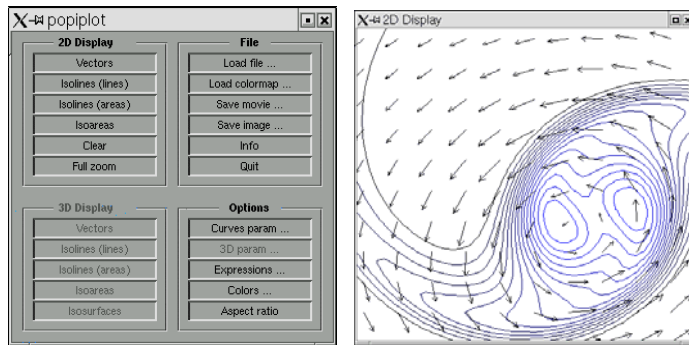 popiplot
2D Display
Vectors
Isolines (lines)
Isolines (areas)
Isoareas
Clear
Full zoom
File
Load file ...
Load colormap ...
Save movie ...
Save image ...
Info
Quit
3D Display
Vectors
Isolines (lines)
Isolines (areas)
Isoareas
Isosurfaces
Options
Curves param ...
3D param ...
Expressions ...
Colors ...
Aspect ratio
2D Display